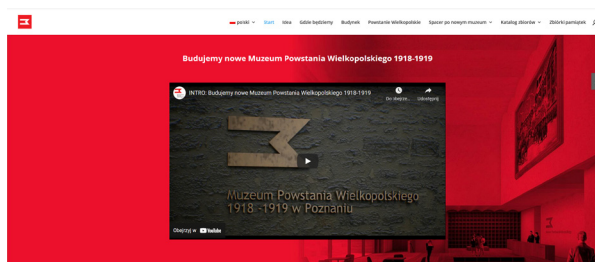 polski Start Idea Gdzie będziemy Budynek Powstanie Wielkopolskie Spacer po nowym muzeum Katalog zbiorów Zbiórki pamiątek
Budujemy nowe Muzeum Powstania Wielkopolskiego 1918-1919
INTRO: Budujemy nowe Muzeum Powstania Wielkopolskiego 1918-1919
Do obejrze... Udostępnij
Muzeum Powstania Wielkopolskiego
1918 -1919 w Poznaniu
Obejrzyj w YouTube